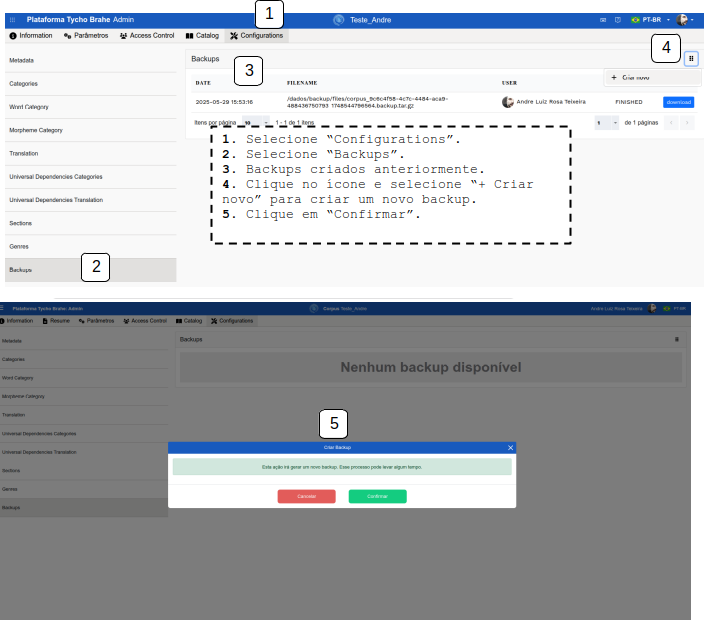 1
Plataforma Tycho Brahe Admin
Teste_Andre
PT-BR
Information
Parâmetros
Access Control
Catalog
Configurations
4
Metadata
Backups
3
+ Criar novo
Categories
DATE
FILENAME
USER
Word Category
2025-05-29 15:53:16
/dados/backup/files/corpus_9c6c4f58-4c7c-4484-aca9-
488436750793 1748544796564.backup.tar.gz
Andre Luiz Rosa Teixeira
FINISHED
download
Morpheme Category
Itens por página 10
1 - 1 de 1 itens
1
de 1 páginas
Translation
Universal Dependencies Categories
Universal Dependencies Translation
Sections
Genres
Backups
2
1. Selecione “Configurations”.
2. Selecione “Backups”.
3. Backups criados anteriormente.
4. Clique no ícone e selecione “+ Criar
novo” para criar um novo backup.
5. Clique em “Confirmar”.
Plataforma Tycho Brahe: Admin
Corpus Teste_Andre
Andre Luiz Rosa Teixeira
PT-BR
Information
Resume
Parâmetros
Access Control
Catalog
Configurations
Metadata
Backups
Categories
Nenhum backup disponível
Word Category
Morpheme Category
Translation
5
Universal Dependencies Categories
Criar Backup
Universal Dependencies Translation
Sections
Esta ação irá gerar um novo backup. Esse processo pode levar algum tempo.
Genres
Cancelar
Confirmar
Backups